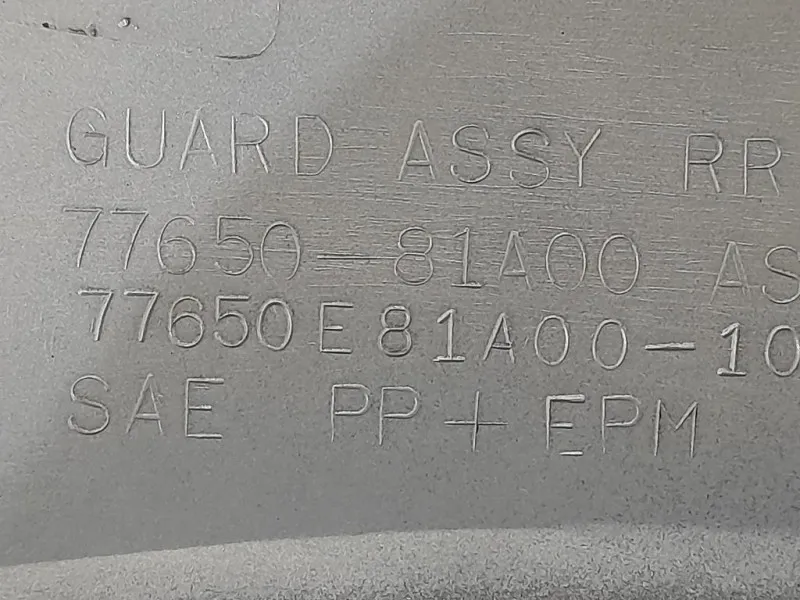 GUARD ASSY RR
77650-81A00 AS
77650E81A00-10
SAE PP+EPM